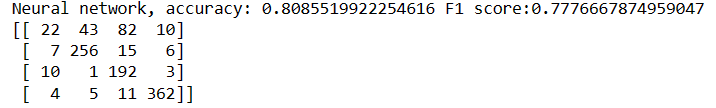 Neural network, accuracy: 0.8085519922254616 F1 score:0.7776667874959047
[[ 22 43 82 10]
[ 7 256 15 6]
[ 10 1 192 3]
[ 4 5 11 362]]